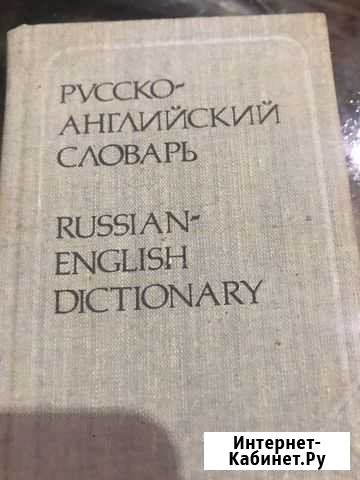 РУССКО-
АНГЛИЙСКИЙ
СЛОВАРЬ
RUSSIAN-
ENGLISH
DICTIONARY
Интернет-
Кабинет.Ру